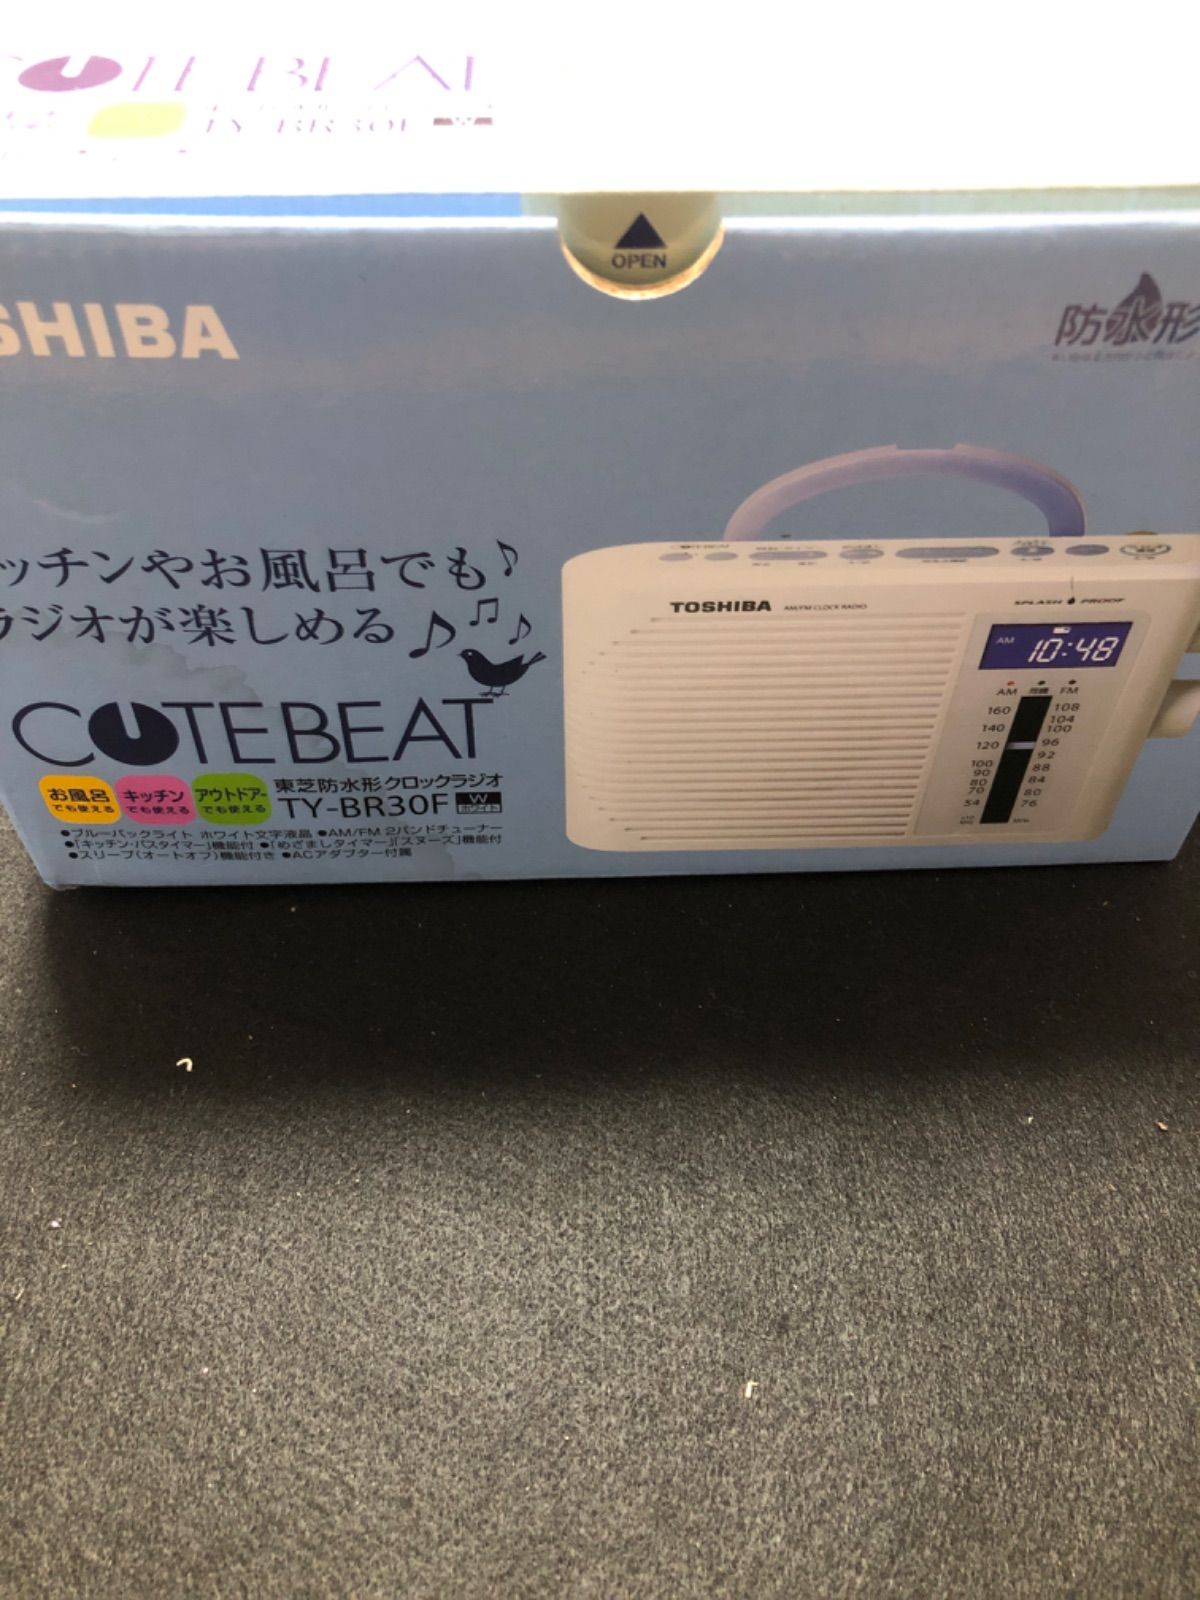 TY-BR30F
OPEN
SHIBA
防水形
ッチンやお風呂でも
ラジオが楽しめる
CUTEBEAT
お風呂
でも使える
キッチン
でも使える
アウトドアー
でも使える
東芝防水形クロックラジオ
TY-BR30F W
ホワイト
●ブルーバックライト ホワイト文字液晶 ●AM/FM 2バンドチューナー
●「キッチン・バスタイマー」機能付 ●「めざましタイマー」「スヌーズ」機能付
●スリープ(オートオフ)機能付き ●ACアダプター付属
TOSHIBA AM/FM CLOCK RADIO
SPLASH PROOF
AM 10:48
AM FM
160 108
104
140 100
120 96
92
100 88
90
80 84
70 80
54 76
MHz